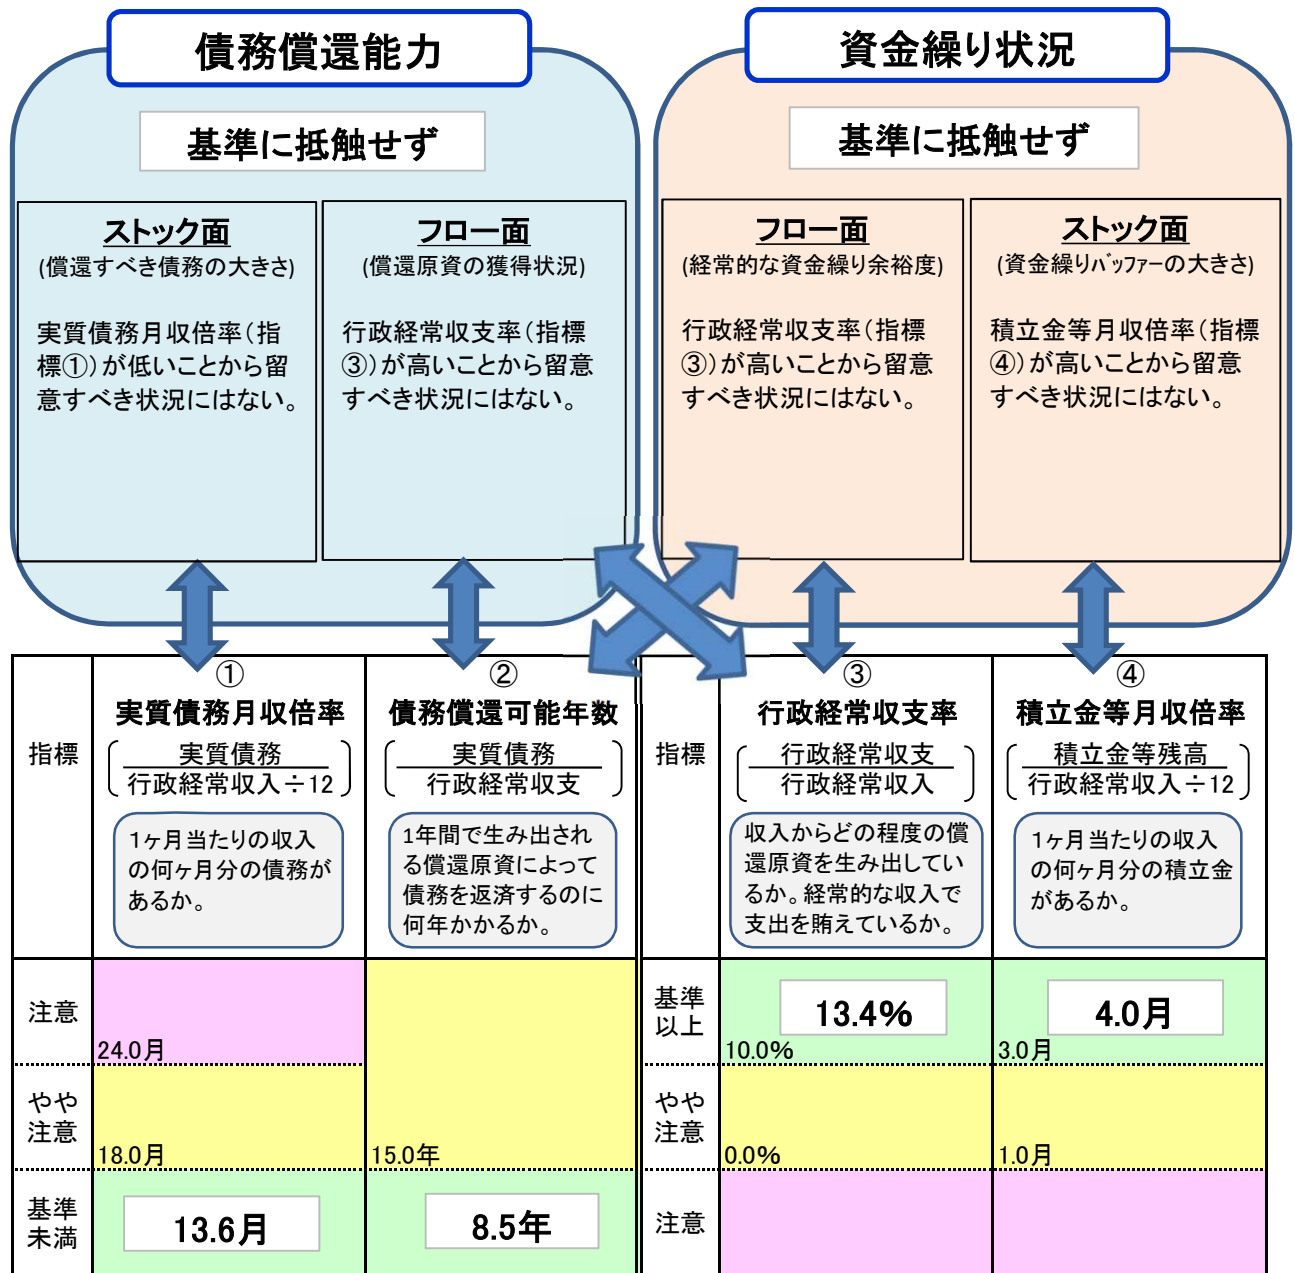 債務償還能力
基準に抵触せず
ストック面
(償還すべき債務の大きさ)
実質債務月収倍率(指
標①)が低いことから留
意すべき状況にはない。
フロー面
(償還原資の獲得状況)
行政経常収支率(指標
③)が高いことから留意
すべき状況にはない。
資金繰り状況
基準に抵触せず
フロー面
(経常的な資金繰り余裕度)
行政経常収支率(指標
③)が高いことから留意
すべき状況にはない。
ストック面
(資金繰りバッファーの大きさ)
積立金等月収倍率(指標
④)が高いことから留意
すべき状況にはない。
指標
①
実質債務月収倍率
実質債務
行政経常収入÷12
1ヶ月当たりの収入
の何ヶ月分の債務が
あるか。
②
債務償還可能年数
実質債務
行政経常収支
1年間で生み出され
る償還原資によって
債務を返済するのに
何年かかるか。
注意
24.0月
やや
注意
18.0月
15.0年
基準
未満
13.6月
8.5年
指標
③
行政経常収支率
行政経常収支
行政経常収入
収入からどの程度の償
還原資を生み出してい
るか。経常的な収入で
支出を賄えているか。
④
積立金等月収倍率
積立金等残高
行政経常収入÷12
1ヶ月当たりの収入
の何ヶ月分の積立金
があるか。
基準
以上
13.4%
4.0月
10.0%
3.0月
やや
注意
0.0%
1.0月
注意